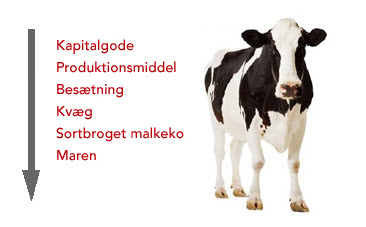 Kapitalgode
Produktionsmiddel
Besætning
Kvæg
Sortbroget malkeko
Maren